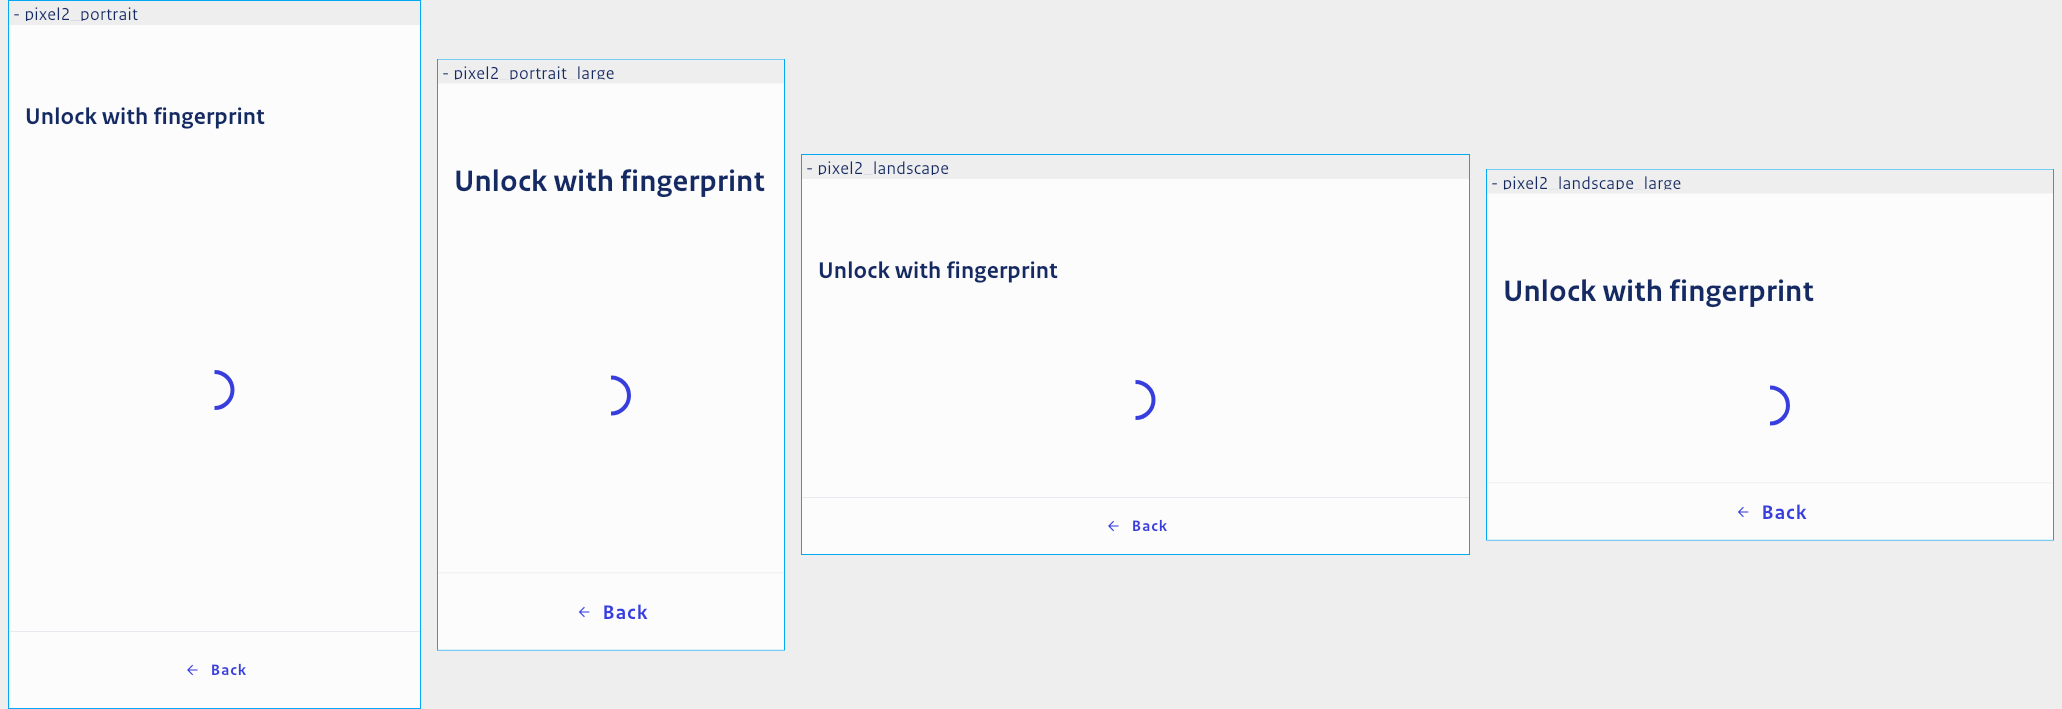 - pixel2_portrait
Unlock with fingerprint
← Back
- pixel2_portrait_large
Unlock with fingerprint
← Back
- pixel2_landscape
Unlock with fingerprint
← Back
- pixel2_landscape_large
Unlock with fingerprint
← Back